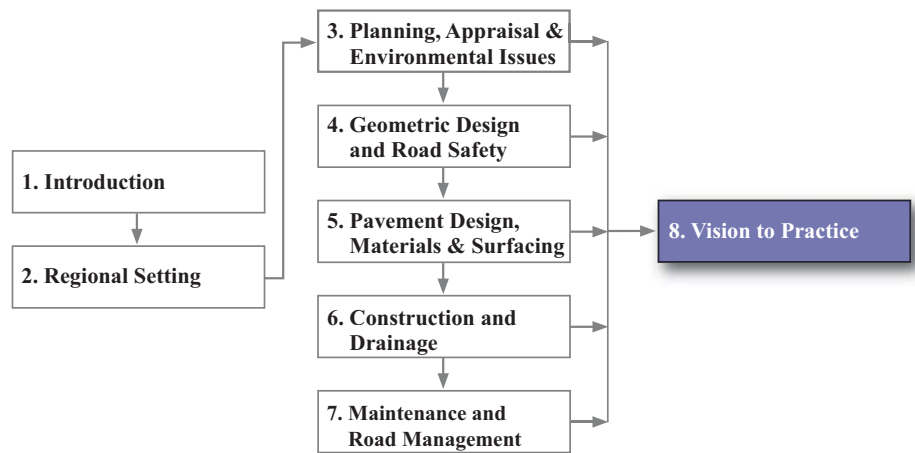 1. Introduction
2. Regional Setting
3. Planning, Appraisal &
Environmental Issues
4. Geometric Design
and Road Safety
5. Pavement Design,
Materials & Surfacing
6. Construction and
Drainage
7. Maintenance and
Road Management
8. Vision to Practice